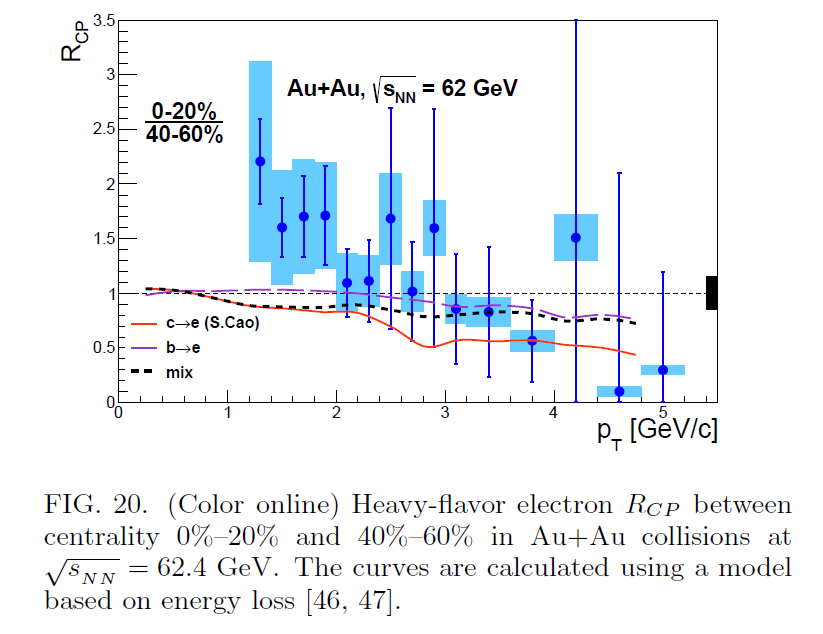 R_CP
3.5
3
2.5
2
1.5
1
0.5
0
0-20%
40-60%
Au+Au, √s_NN = 62 GeV
c→e (S.Cao)
b→e
mix
0 1 2 3 4 5
p_T [GeV/c]
FIG. 20. (Color online) Heavy-flavor electron R_CP between
centrality 0%–20% and 40%–60% in Au+Au collisions at
√s_NN = 62.4 GeV. The curves are calculated using a model
based on energy loss [46, 47].